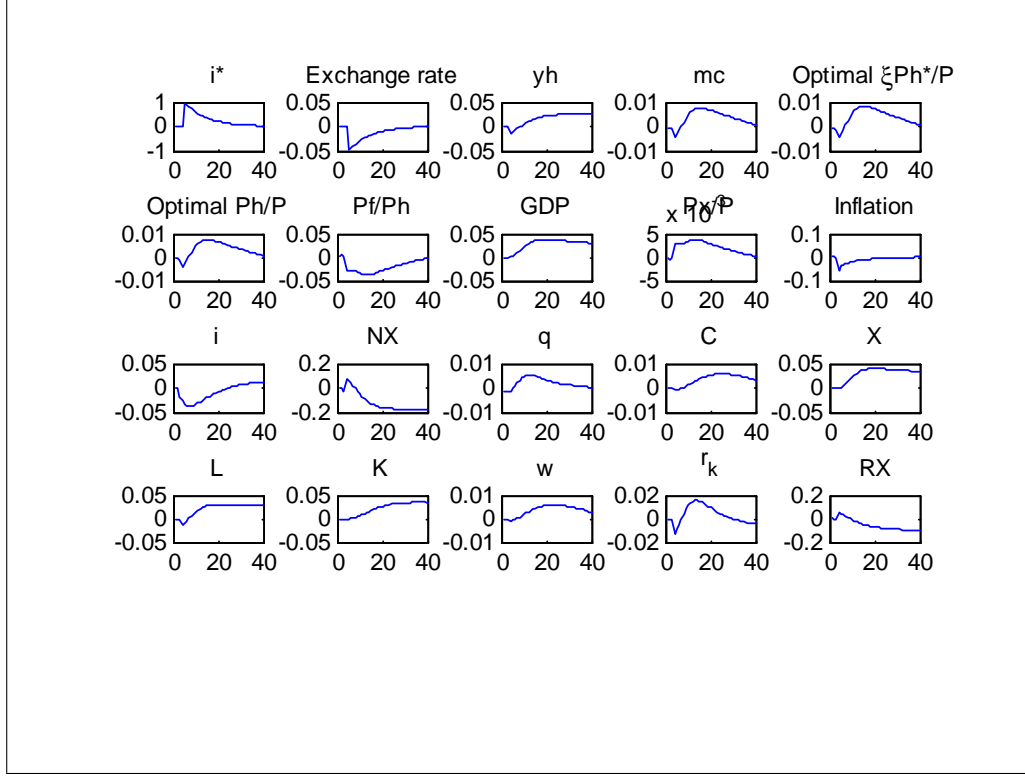 i* Exchange rate yh mc Optimal ξPh*/P
1 0.05 0.05 0.01 0.01
0 0 0 0 0
-1 -0.05 -0.05 -0.01 -0.01
0 20 40 0 20 40 0 20 40 0 20 40 0 20 40
Optimal Ph/P Pf/Ph GDP Px/P Inflation
x 10-3
0.01 0.05 0.05 5 0.1
0 0 0 0 0
-0.01 -0.05 -0.05 -5 -0.1
0 20 40 0 20 40 0 20 40 0 20 40 0 20 40
i NX q C X
0.05 0.2 0.01 0.01 0.05
0 0 0 0 0
-0.05 -0.2 -0.01 -0.01 -0.05
0 20 40 0 20 40 0 20 40 0 20 40 0 20 40
L K w rk RX
0.05 0.05 0.01 0.02 0.2
0 0 0 0 0
-0.05 -0.05 -0.01 -0.02 -0.2
0 20 40 0 20 40 0 20 40 0 20 40 0 20 40